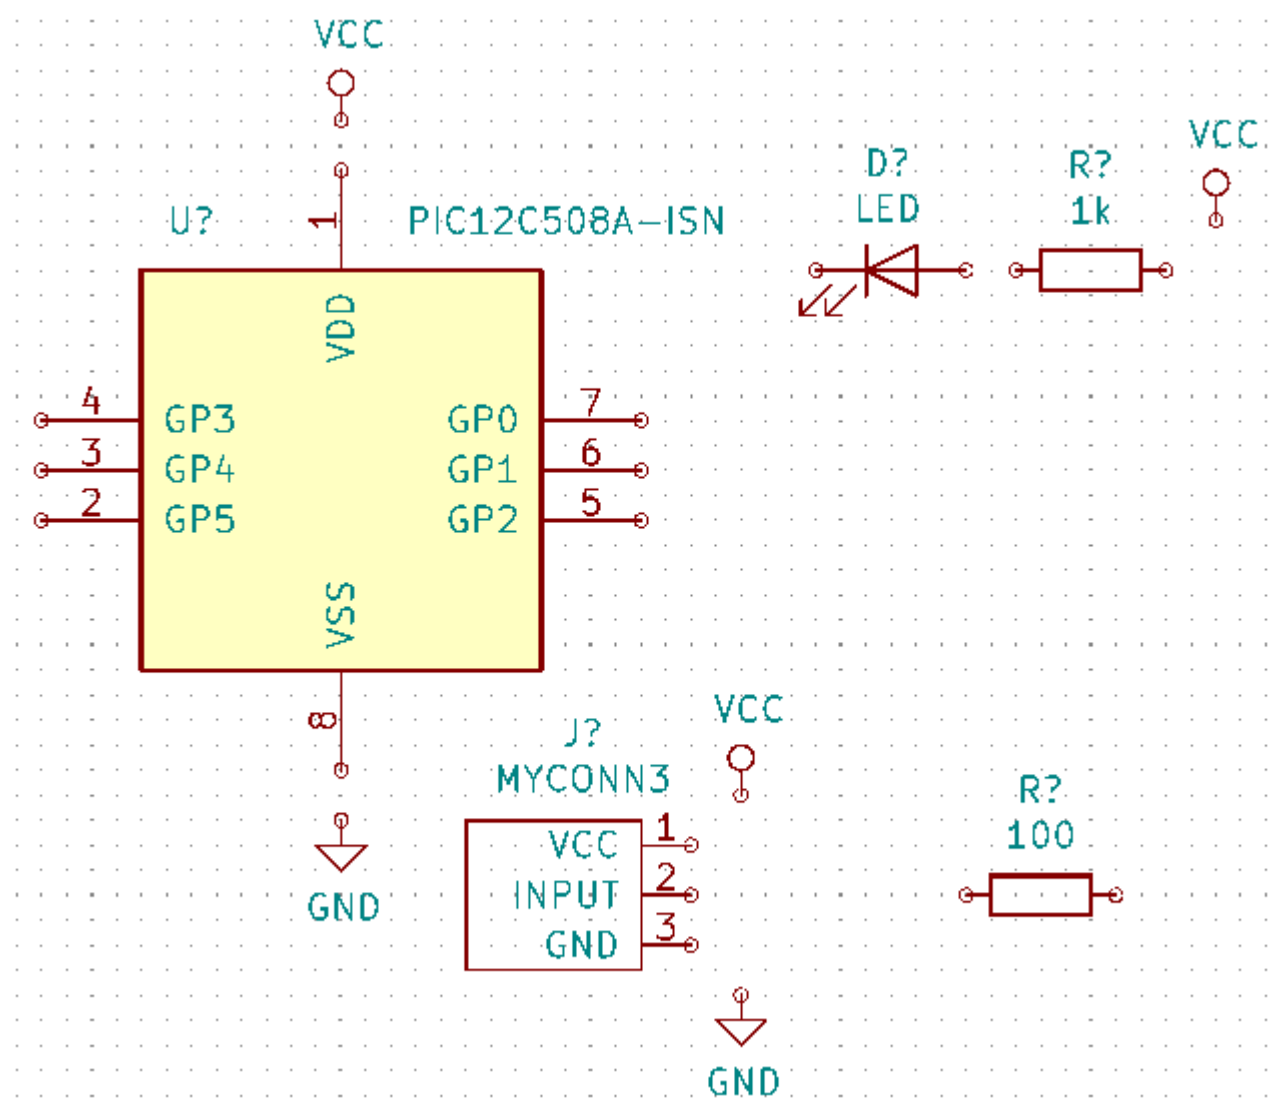 VCC
VCC
D?
R?
LED
1k
U?
1
PIC12C508A-ISN
VDD
4
GP3
GP0
7
3
GP4
GP1
6
2
GP5
GP2
5
VSS
8
GND
VCC
J?
MYCONN3
VCC
1
INPUT
2
GND
3
R?
100
GND